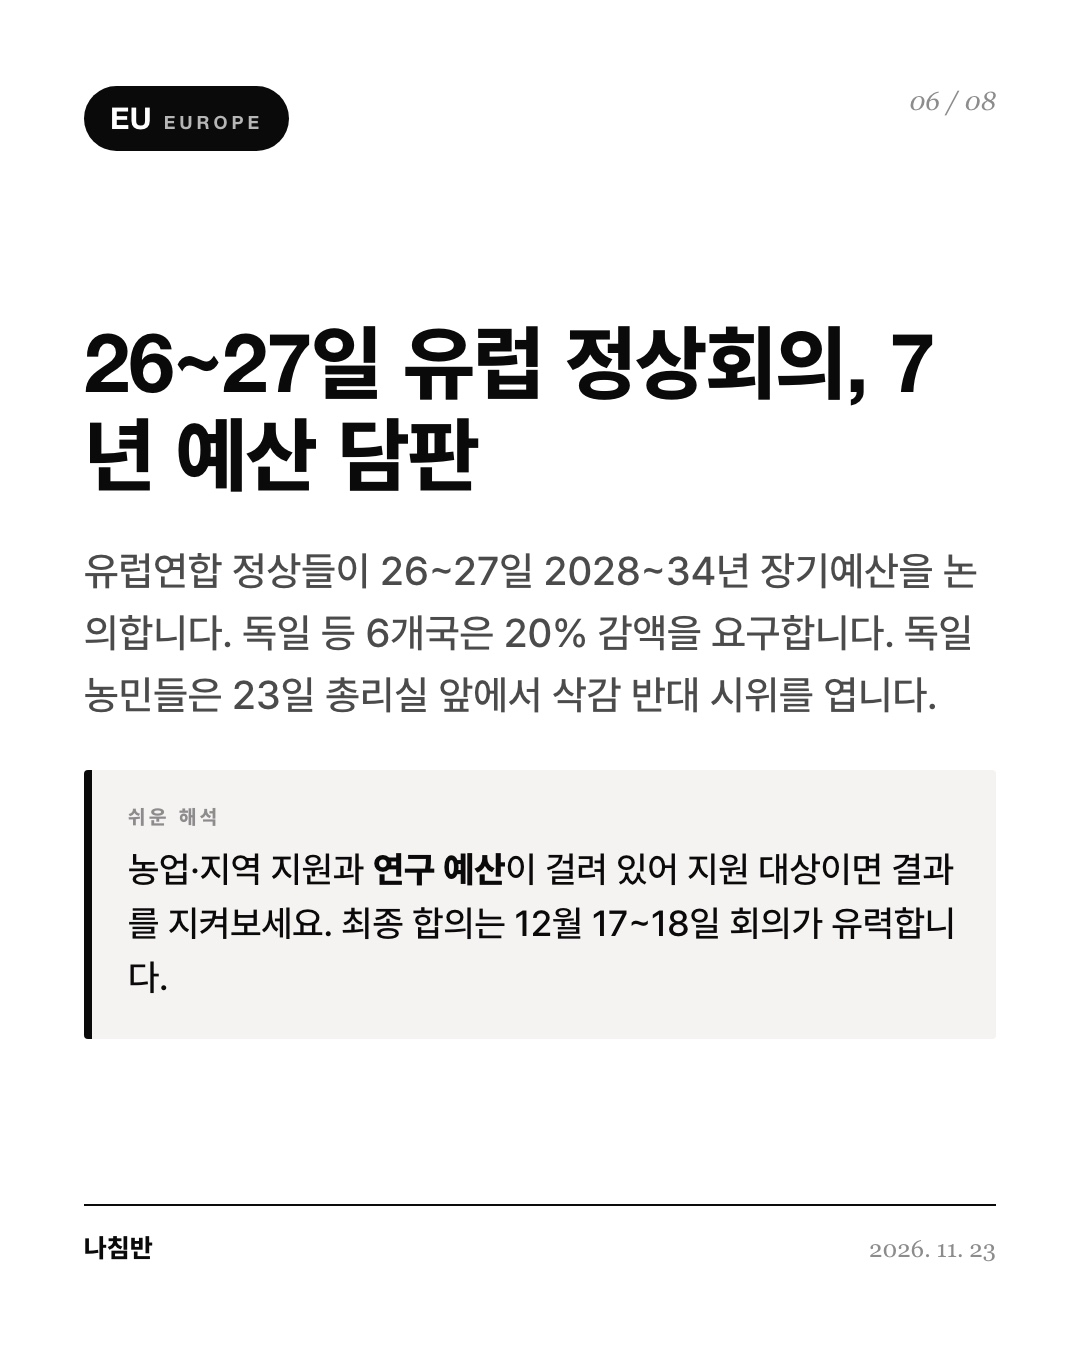 EU EUROPE
06 / 08
26~27일 유럽 정상회의, 7
년 예산 담판
유럽연합 정상들이 26~27일 2028~34년 장기예산을 논
의합니다. 독일 등 6개국은 20% 감액을 요구합니다. 독일
농민들은 23일 총리실 앞에서 삭감 반대 시위를 엽니다.
쉬운 해석
농업·지역 지원과 연구 예산이 걸려 있어 지원 대상이면 결과
를 지켜보세요. 최종 합의는 12월 17~18일 회의가 유력합니
다.
나침반
2026. 11. 23